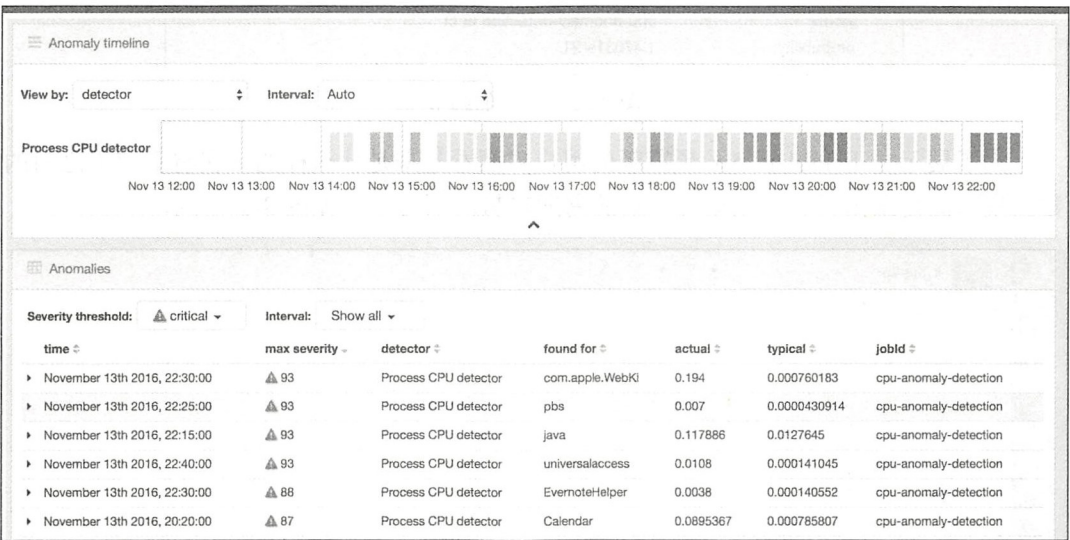 Anomaly timeline
View by: detector Interval: Auto
Process CPU detector
Nov 13 12:00 Nov 13 13:00 Nov 13 14:00 Nov 13 15:00 Nov 13 16:00 Nov 13 17:00 Nov 13 18:00 Nov 13 19:00 Nov 13 20:00 Nov 13 21:00 Nov 13 22:00
Anomalies
Severity threshold: critical Interval: Show all
time max severity detector found for actual typical jobId
November 13th 2016, 22:30:00 93 Process CPU detector com.apple.WebKi 0.194 0.000760183 cpu-anomaly-detection
November 13th 2016, 22:25:00 93 Process CPU detector pbs 0.007 0.0000430914 cpu-anomaly-detection
November 13th 2016, 22:15:00 93 Process CPU detector java 0.117886 0.0127645 cpu-anomaly-detection
November 13th 2016, 22:40:00 93 Process CPU detector universalaccess 0.0108 0.000141045 cpu-anomaly-detection
November 13th 2016, 22:30:00 88 Process CPU detector EvernoteHelper 0.0038 0.000140552 cpu-anomaly-detection
November 13th 2016, 20:20:00 87 Process CPU detector Calendar 0.0895367 0.000785807 cpu-anomaly-detection